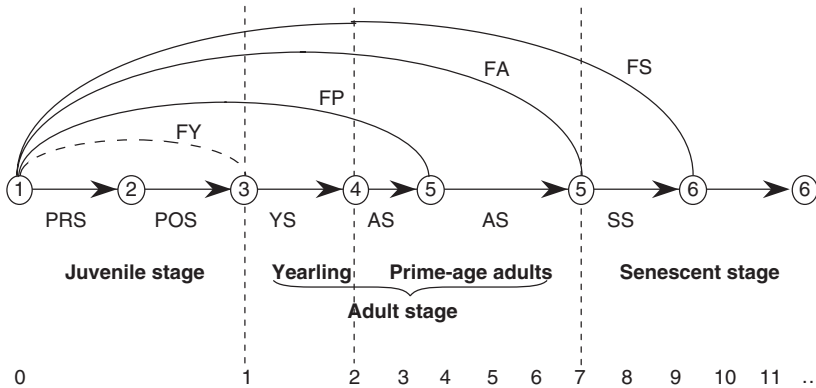 FS
FA
FP
FY
1 2 3 4 5 5 6 6
PRS POS YS AS AS SS
Juvenile stage Yearling Prime-age adults Senescent stage
Adult stage
0 1 2 3 4 5 6 7 8 9 10 11 ..